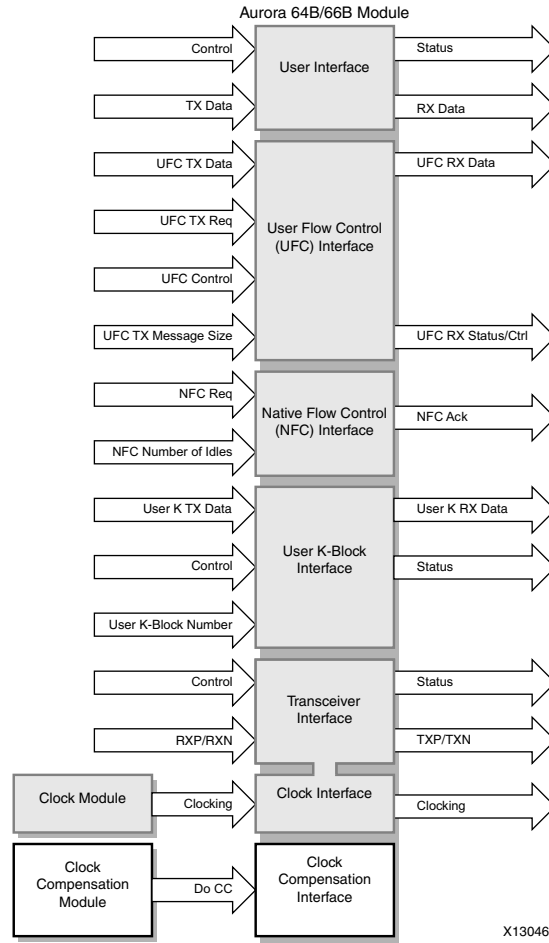 Aurora 64B/66B Module
Control
User Interface
Status
TX Data
RX Data
UFC TX Data
UFC RX Data
UFC TX Req
User Flow Control
(UFC) Interface
UFC Control
UFC TX Message Size
UFC RX Status/Ctrl
NFC Req
Native Flow Control
(NFC) Interface
NFC Ack
NFC Number of Idles
User K TX Data
User K RX Data
User K-Block
Interface
Control
Status
User K-Block Number
Control
Status
Transceiver
Interface
RXP/RXN
TXP/TXN
Clock Module
Clocking
Clock Interface
Clocking
Clock
Compensation
Module
Do CC
Clock
Compensation
Interface
X13046